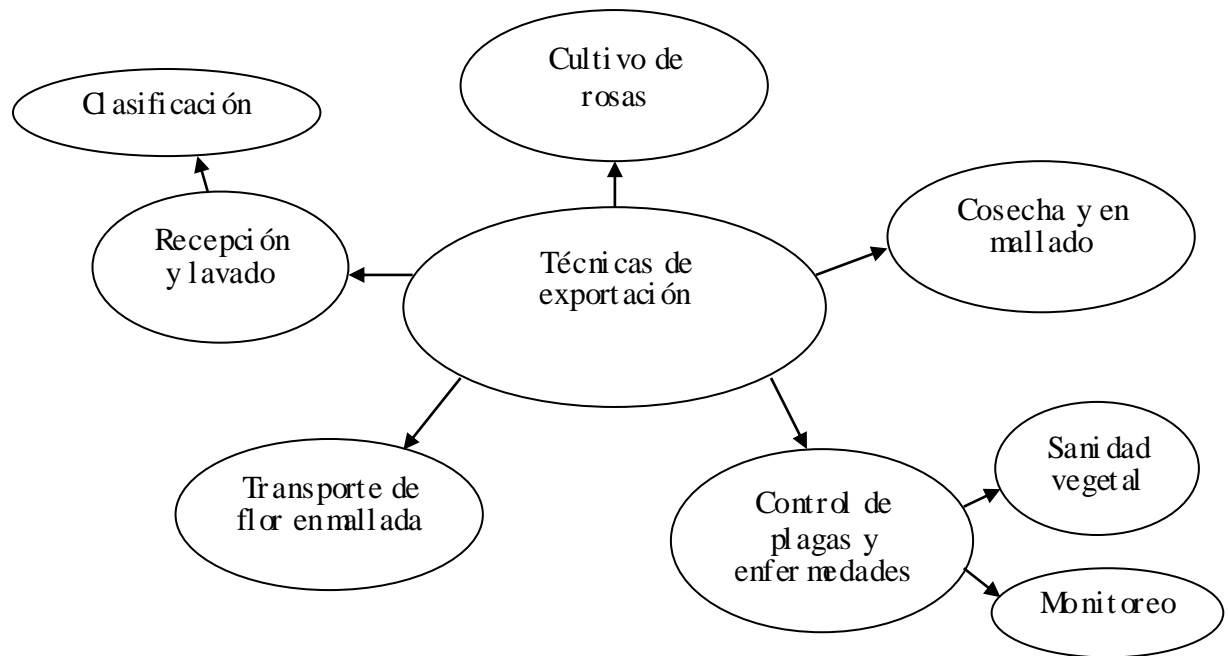 Cultivo de
rosas
Clasificación
Cosecha y en
mallado
Recepción
y lavado
Técnicas de
exportación
Sanidad
vegetal
Transporte de
flor enmallada
Control de
plagas y
enfermedades
Monitoreo